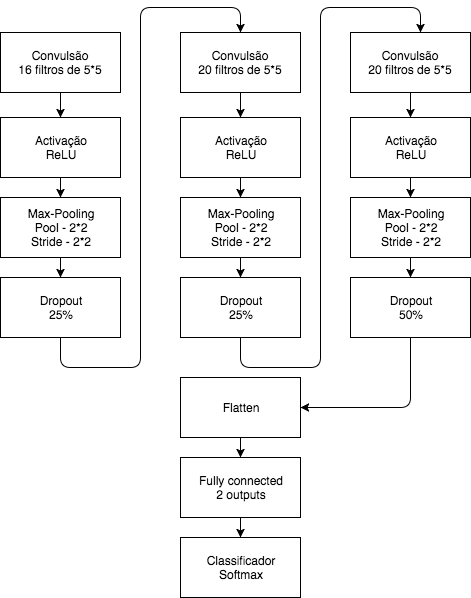 Convulsão
16 filtros de 5*5
Activação
ReLU
Max-Pooling
Pool - 2*2
Stride - 2*2
Dropout
25%
Convulsão
20 filtros de 5*5
Activação
ReLU
Max-Pooling
Pool - 2*2
Stride - 2*2
Dropout
25%
Convulsão
20 filtros de 5*5
Activação
ReLU
Max-Pooling
Pool - 2*2
Stride - 2*2
Dropout
50%
Flatten
Fully connected
2 outputs
Classificador
Softmax